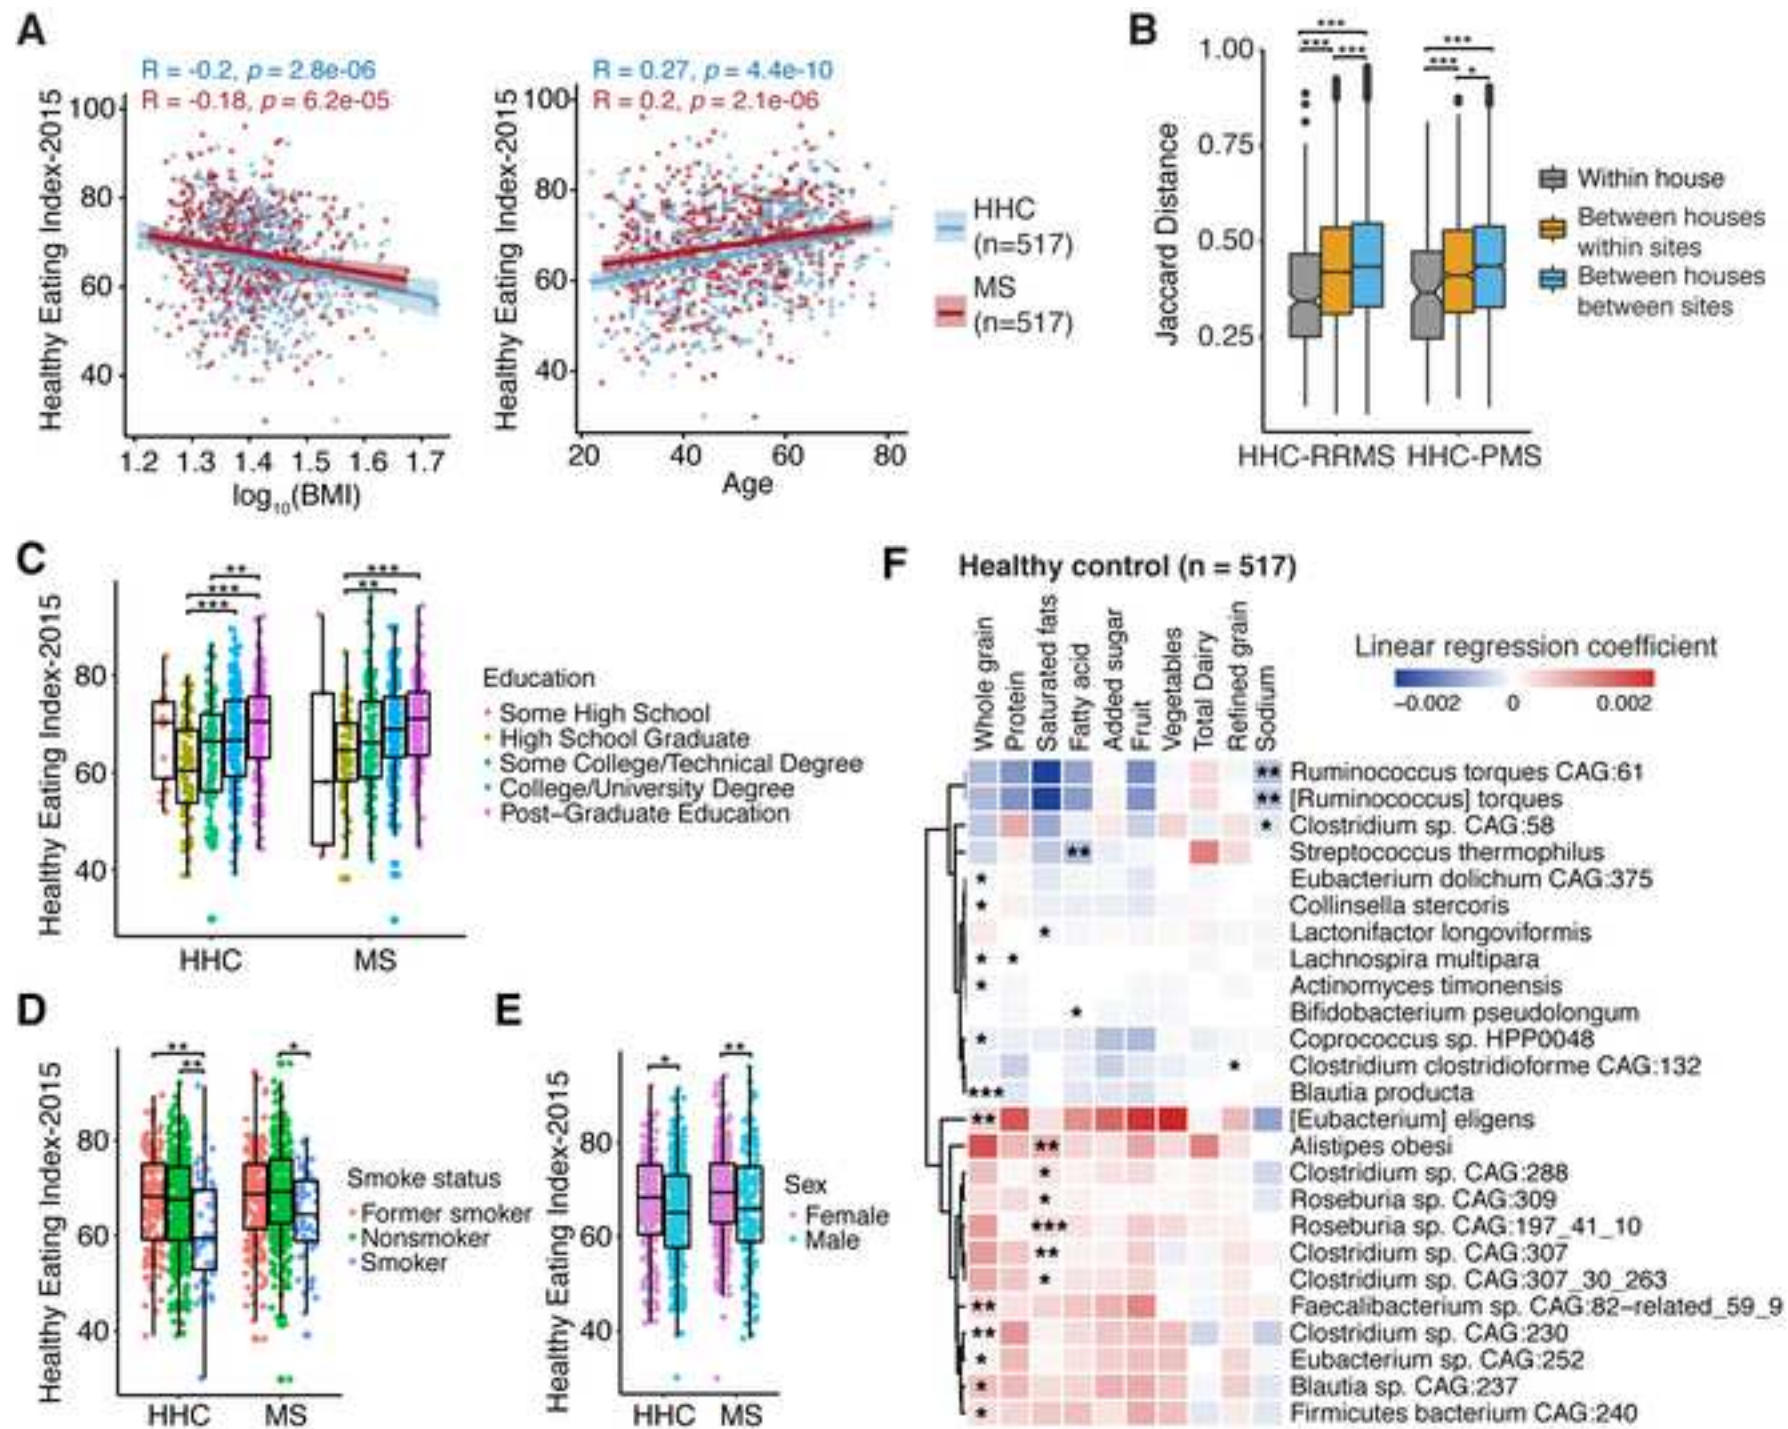 A
R = -0.2, p = 2.8e-06
R = -0.18, p = 6.2e-05
Healthy Eating Index-2015
100
80
60
40
1.2 1.3 1.4 1.5 1.6 1.7
log10(BMI)
R = 0.27, p = 4.4e-10
R = 0.2, p = 2.1e-06
Healthy Eating Index-2015
100
80
60
40
20 40 60 80
Age
HHC
(n=517)
MS
(n=517)
B
*** *** ***
*** *** *
Jaccard Distance
1.00
0.75
0.50
0.25
HHC-RRMS HHC-PMS
Within house
Between houses
within sites
Between houses
between sites
C
** *** ***
*** **
Healthy Eating Index-2015
80
60
40
HHC MS
Education
Some High School
High School Graduate
Some College/Technical Degree
College/University Degree
Post–Graduate Education
D
** ** *
Healthy Eating Index-2015
80
60
40
HHC MS
Smoke status
Former smoker
Nonsmoker
Smoker
E
* **
Healthy Eating Index-2015
80
60
40
HHC MS
Sex
Female
Male
F
Healthy control (n = 517)
Whole grain
Protein
Saturated fats
Fatty acid
Added sugar
Fruit
Vegetables
Total Dairy
Refined grain
Sodium
Linear regression coefficient
−0.002 0 0.002
** Ruminococcus torques CAG:61
** [Ruminococcus] torques
* Clostridium sp. CAG:58
** Streptococcus thermophilus
* Eubacterium dolichum CAG:375
* Collinsella stercoris
* Lactonifactor longoviformis
* * Lachnospira multipara
* Actinomyces timonensis
* Bifidobacterium pseudolongum
* Coprococcus sp. HPP0048
* Clostridium clostridioforme CAG:132
*** Blautia producta
** [Eubacterium] eligens
** Alistipes obesi
* Clostridium sp. CAG:288
* Roseburia sp. CAG:309
*** Roseburia sp. CAG:197_41_10
** Clostridium sp. CAG:307
* Clostridium sp. CAG:307_30_263
** Faecalibacterium sp. CAG:82−related_59_9
** Clostridium sp. CAG:230
* Eubacterium sp. CAG:252
* Blautia sp. CAG:237
* Firmicutes bacterium CAG:240